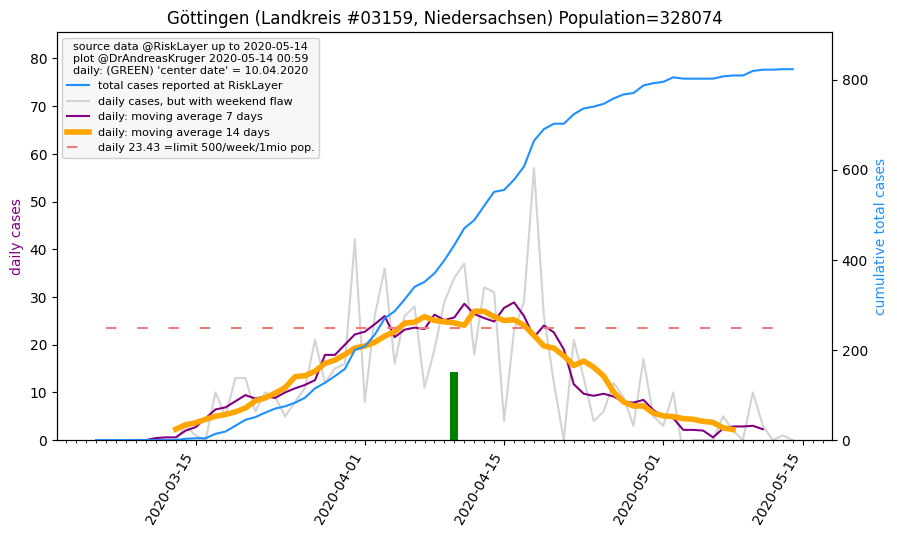 Göttingen (Landkreis #03159, Niedersachsen) Population=328074
source data @RiskLayer up to 2020-05-14
plot @DrAndreasKruger 2020-05-14 00:59
daily: (GREEN) 'center date' = 10.04.2020
total cases reported at RiskLayer
daily cases, but with weekend flaw
daily: moving average 7 days
daily: moving average 14 days
daily 23.43 =limit 500/week/1mio pop.
daily cases
80
70
60
50
40
30
20
10
0
cumulative total cases
800
600
400
200
0
2020-03-15
2020-04-01
2020-04-15
2020-05-01
2020-05-15